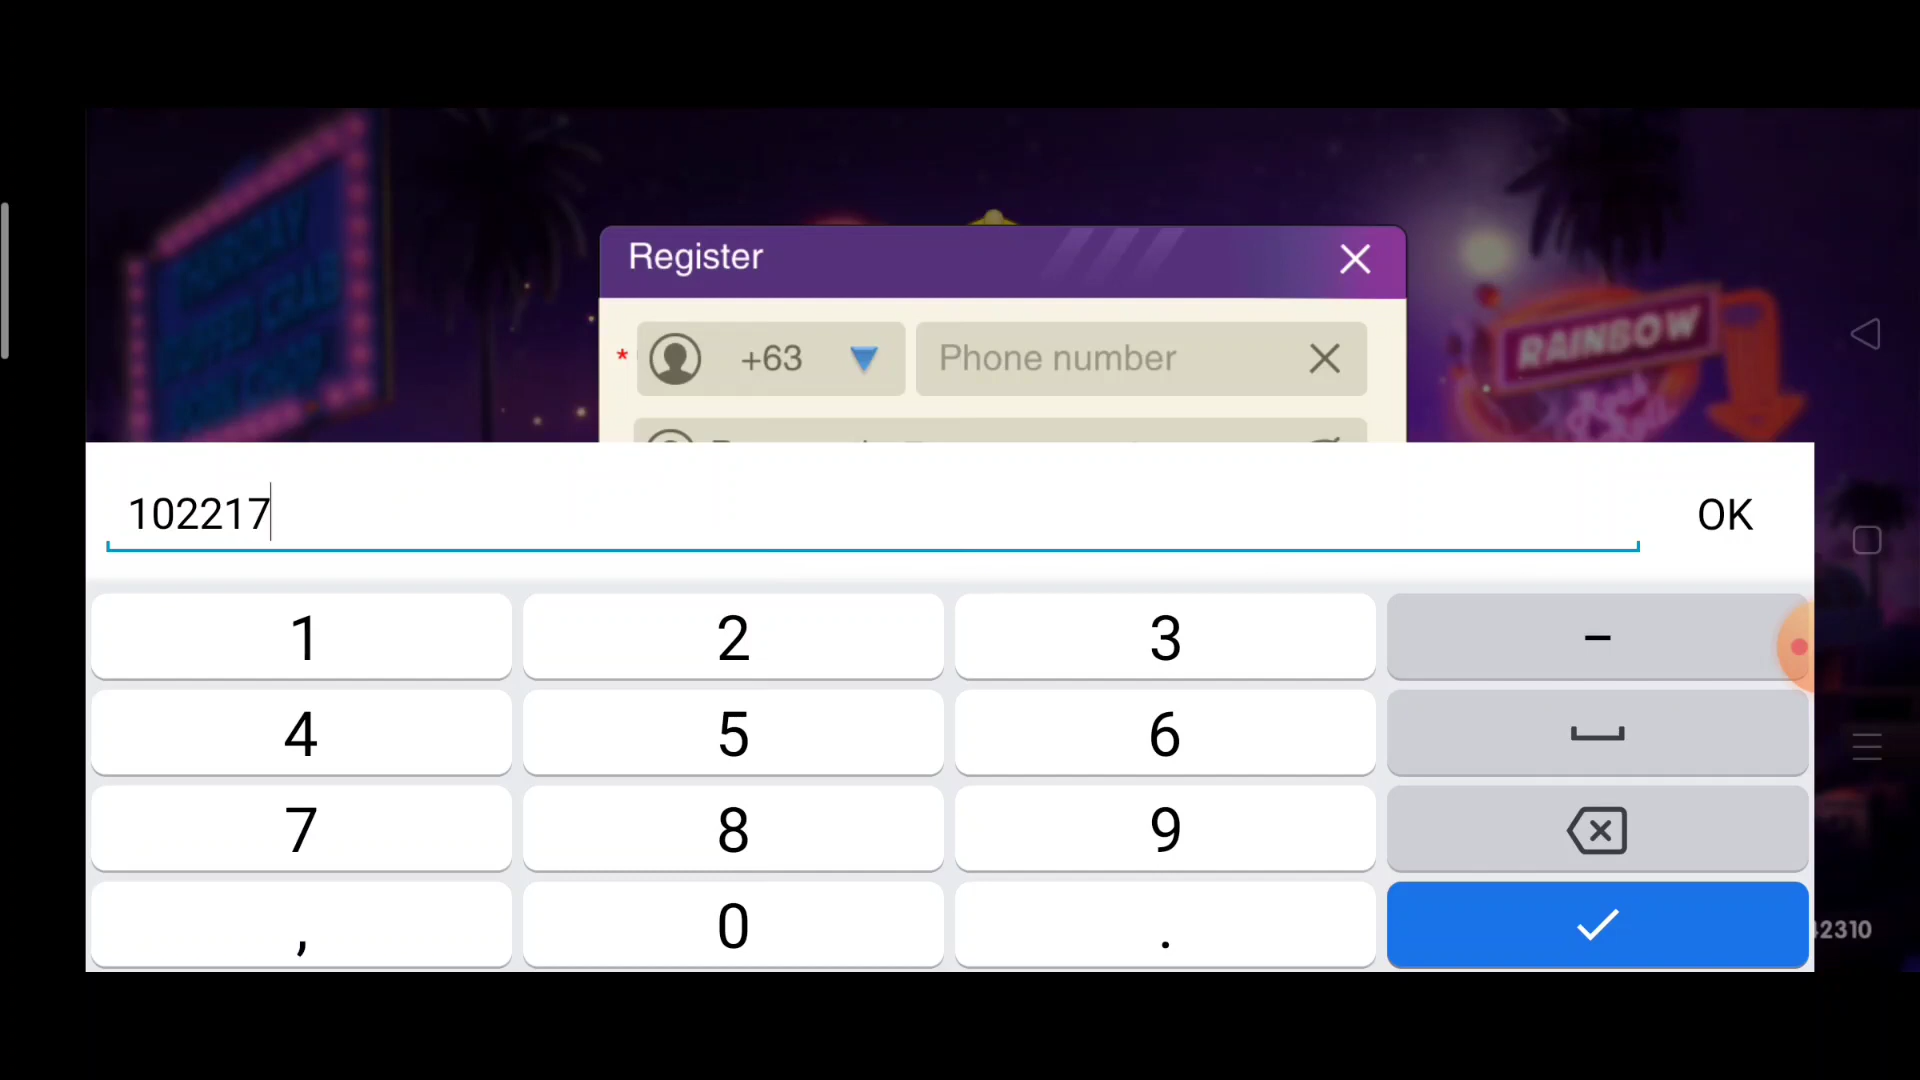 Register
* +63 Phone number
102217 OK
1 2 3 –
4 5 6
7 8 9
, 0 .
RAINBOW
2310